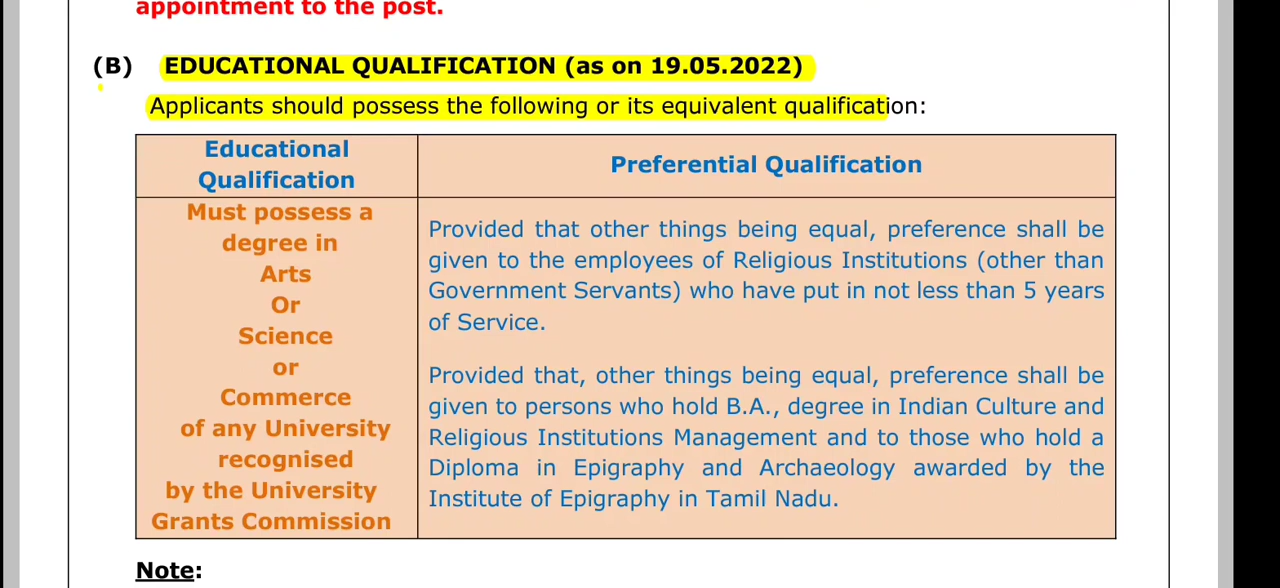 appointment to the post.
(B) EDUCATIONAL QUALIFICATION (as on 19.05.2022)
Applicants should possess the following or its equivalent qualification:
Educational
Qualification
Preferential Qualification
Must possess a
degree in
Arts
Or
Science
or
Commerce
of any University
recognised
by the University
Grants Commission
Provided that other things being equal, preference shall be
given to the employees of Religious Institutions (other than
Government Servants) who have put in not less than 5 years
of Service.
Provided that, other things being equal, preference shall be
given to persons who hold B.A., degree in Indian Culture and
Religious Institutions Management and to those who hold a
Diploma in Epigraphy and Archaeology awarded by the
Institute of Epigraphy in Tamil Nadu.
Note: